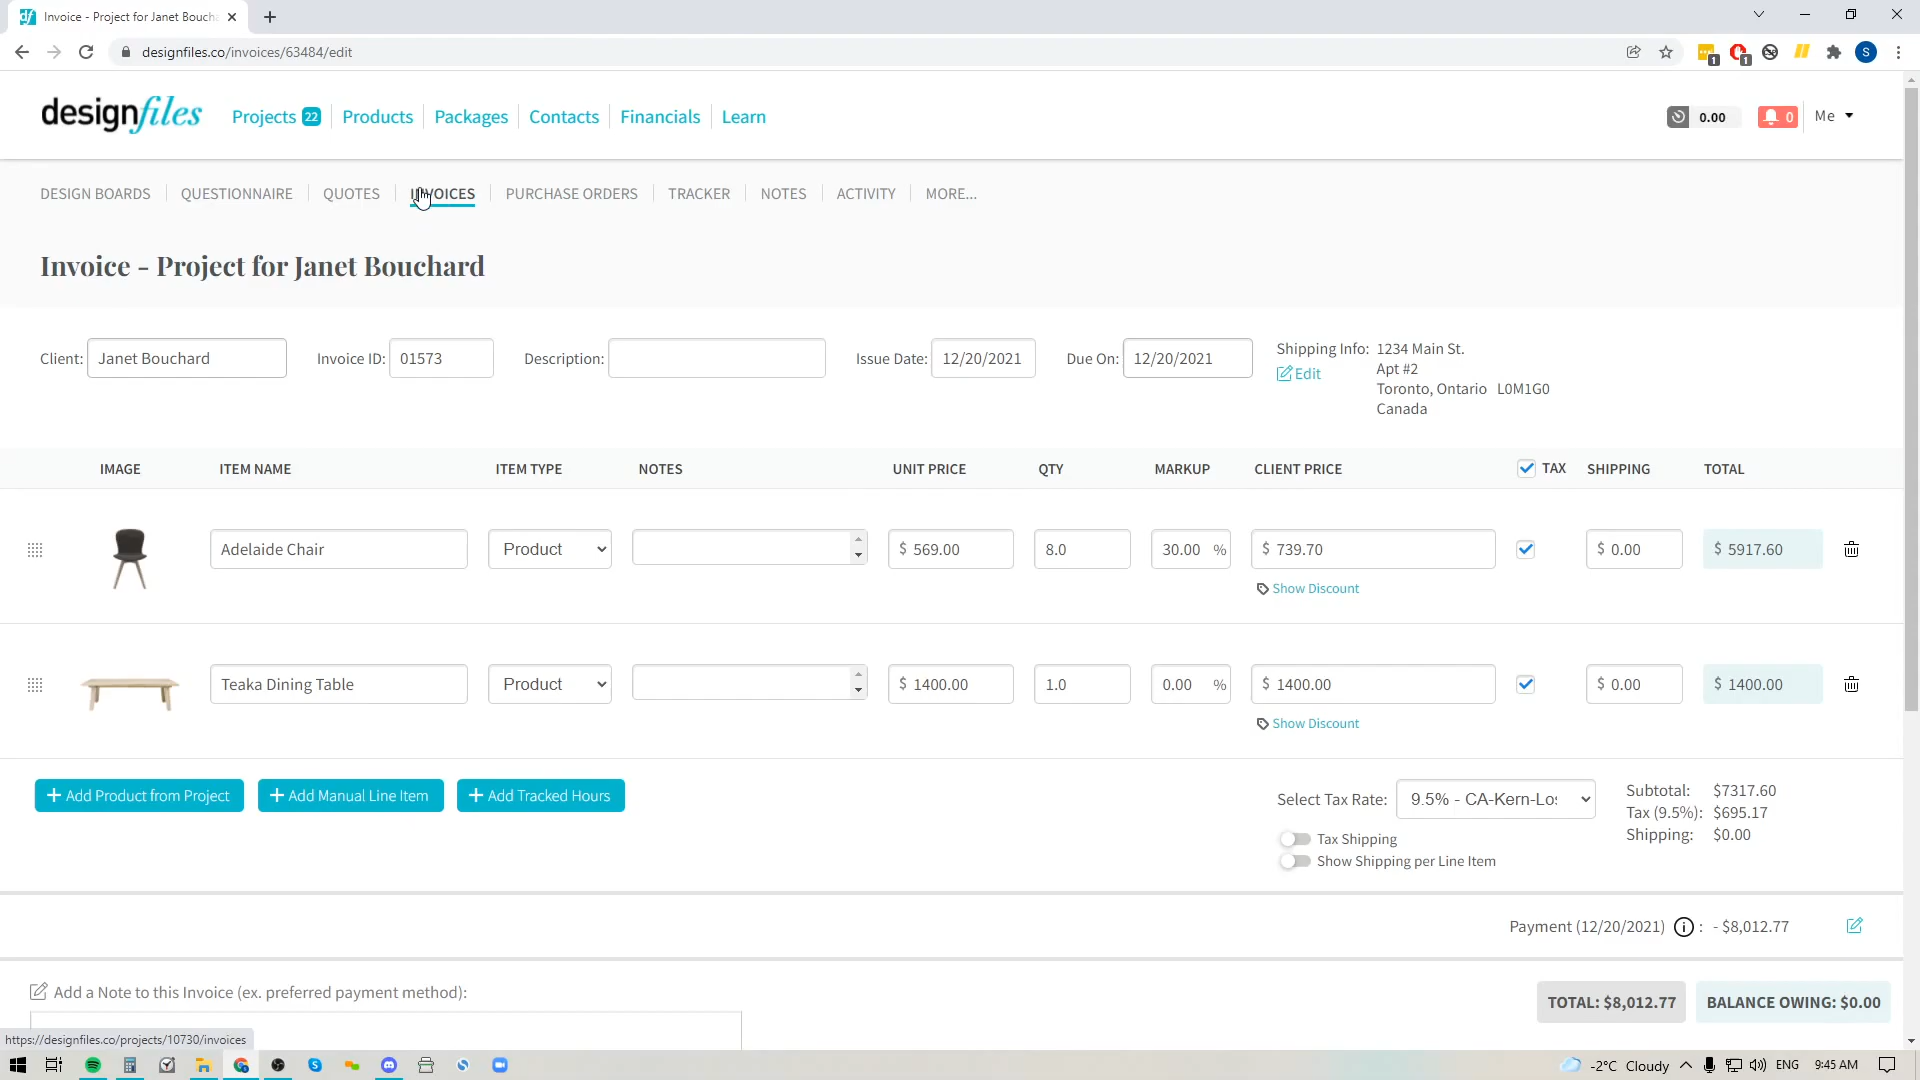 Invoice - Project for Janet Bouch
designfiles.co/invoices/63484/edit
1
1
S
designfiles
Projects 22
Products
Packages
Contacts
Financials
Learn
0.00
0
Me
DESIGN BOARDS
QUESTIONNAIRE
QUOTES
INVOICES
PURCHASE ORDERS
TRACKER
NOTES
ACTIVITY
MORE...
Invoice - Project for Janet Bouchard
Client: Janet Bouchard
Invoice ID: 01573
Description:
Issue Date: 12/20/2021
Due On: 12/20/2021
Shipping Info: 1234 Main St.
Edit
Apt #2
Toronto, Ontario L0M1G0
Canada
IMAGE ITEM NAME ITEM TYPE NOTES UNIT PRICE QTY MARKUP CLIENT PRICE TAX SHIPPING TOTAL
Adelaide Chair Product $ 569.00 8.0 30.00 % $ 739.70 $ 0.00 $ 5917.60
Show Discount
Teaka Dining Table Product $ 1400.00 1.0 0.00 % $ 1400.00 $ 0.00 $ 1400.00
Show Discount
+ Add Product from Project
+ Add Manual Line Item
+ Add Tracked Hours
Select Tax Rate: 9.5% - CA-Kern-Los
Tax Shipping
Show Shipping per Line Item
Subtotal: $7317.60
Tax (9.5%): $695.17
Shipping: $0.00
Payment (12/20/2021) i : - $8,012.77
Add a Note to this Invoice (ex. preferred payment method):
TOTAL: $8,012.77
BALANCE OWING: $0.00
https://designfiles.co/projects/10730/invoices
-2°C Cloudy
ENG
9:45 AM